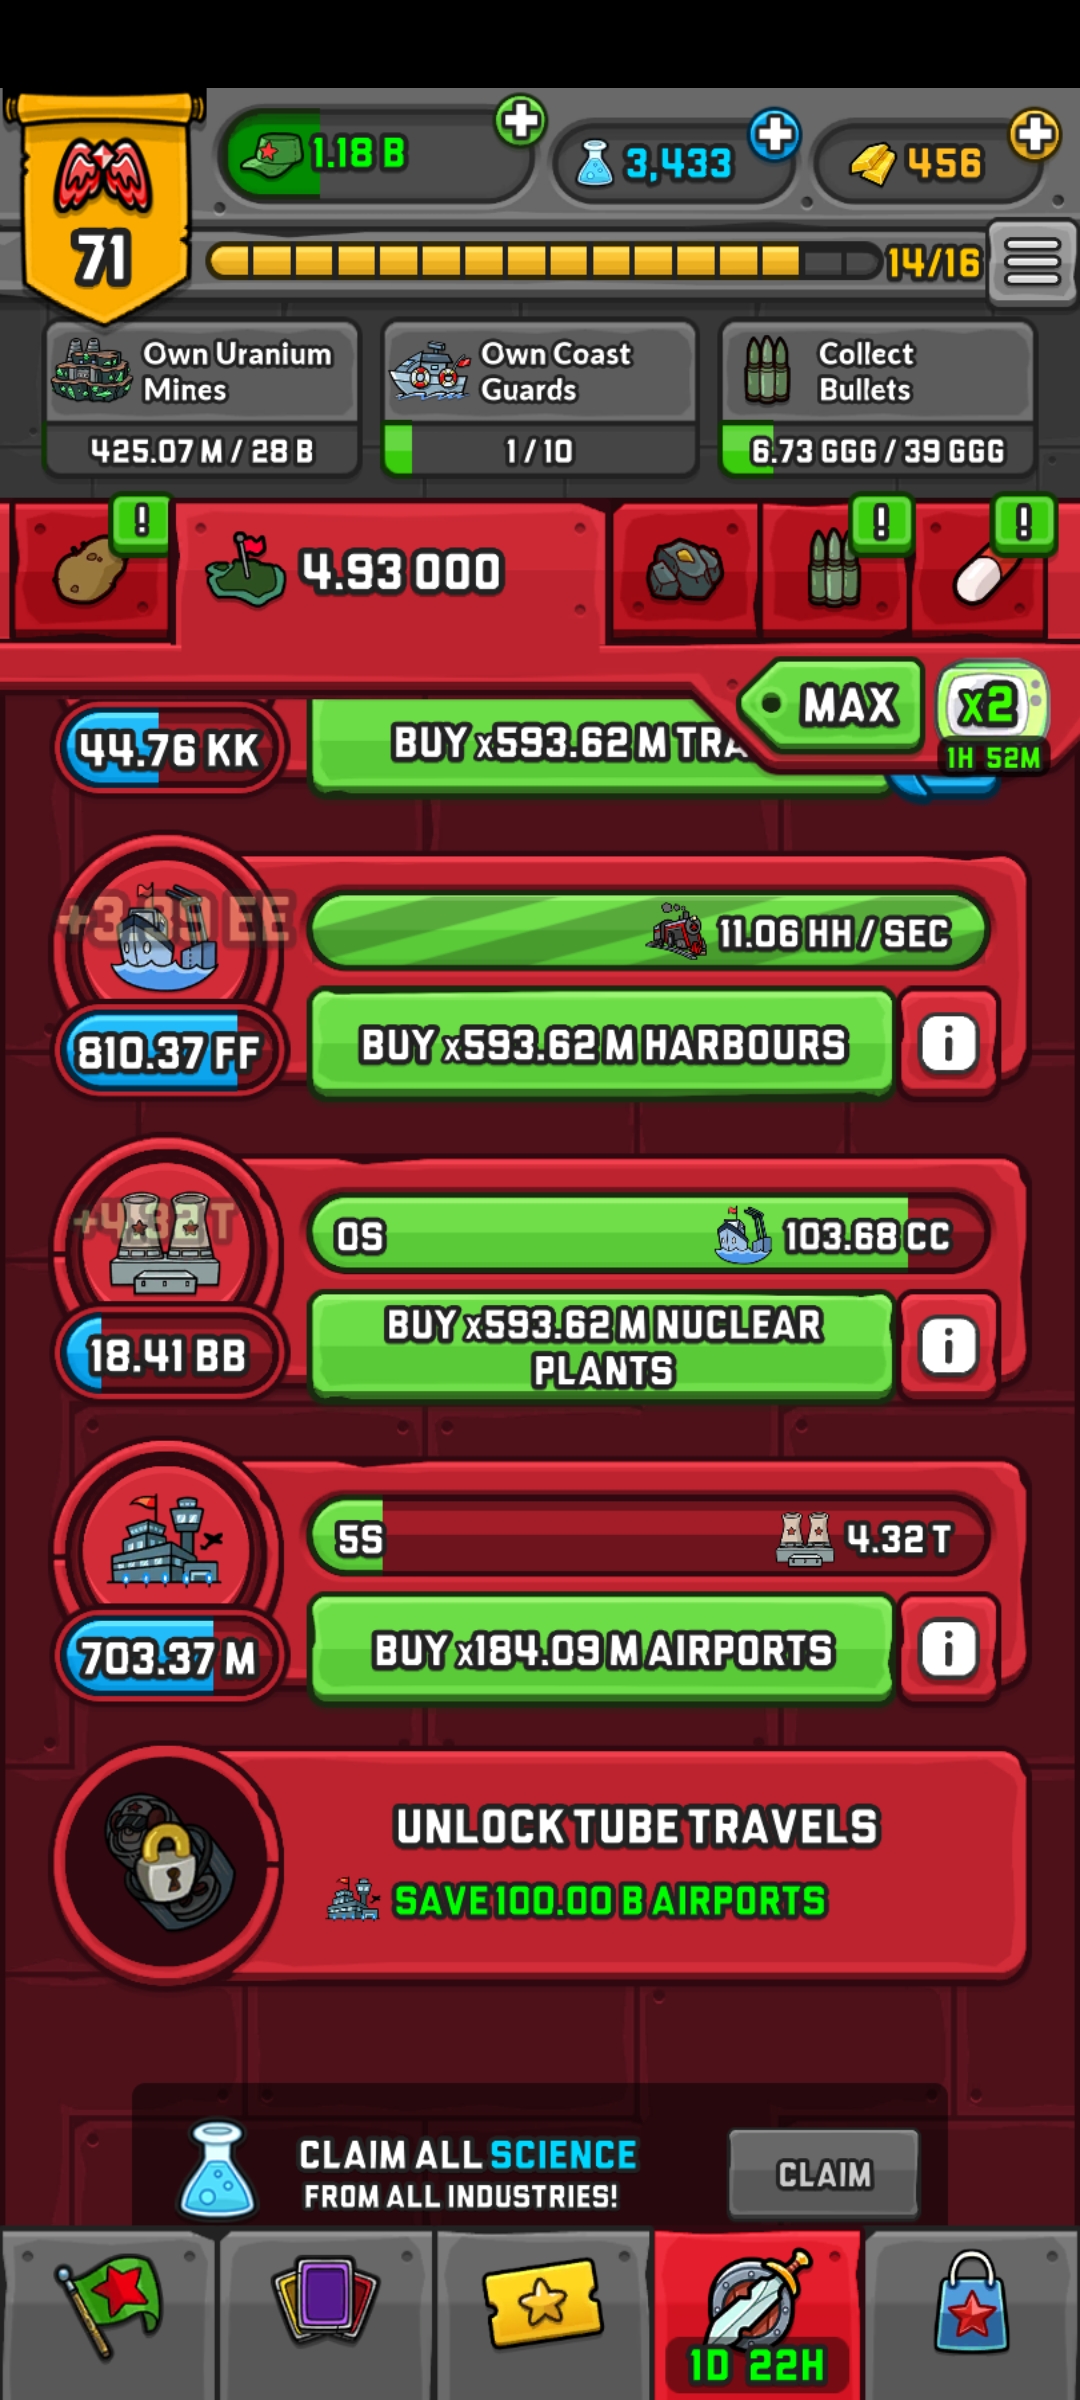 1.18 B
3,433
456
71
14/16
Own Uranium
Mines
425.07 M / 28 B
Own Coast
Guards
1 / 10
Collect
Bullets
6.73 GGG / 39 GGG
!
4.93 000
!
!
MAX
x2
1H 52M
44.76 KK
BUY x593.62 M TRA
+3.89 EE
11.06 HH / SEC
810.37 FF
BUY x593.62 M HARBOURS
i
+4.32 T
0S
103.68 CC
18.41 BB
BUY x593.62 M NUCLEAR
PLANTS
i
5S
4.32 T
703.37 M
BUY x184.09 M AIRPORTS
i
UNLOCK TUBE TRAVELS
SAVE 100.00 B AIRPORTS
CLAIM ALL SCIENCE
FROM ALL INDUSTRIES!
CLAIM
1D 22H